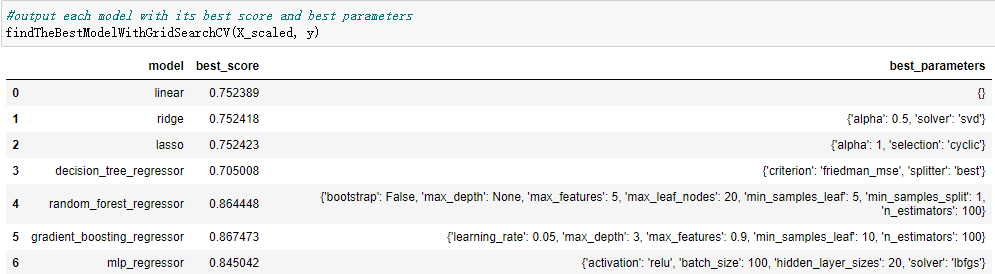 #output each model with its best score and best parameters
findTheBestModelWithGridSearchCV(X_scaled, y)
model best_score best_parameters
0 linear 0.752389 {}
1 ridge 0.752418 {'alpha': 0.5, 'solver': 'svd'}
2 lasso 0.752423 {'alpha': 1, 'selection': 'cyclic'}
3 decision_tree_regressor 0.705008 {'criterion': 'friedman_mse', 'splitter': 'best'}
4 random_forest_regressor 0.864448 {'bootstrap': False, 'max_depth': None, 'max_features': 5, 'max_leaf_nodes': 20, 'min_samples_leaf': 5, 'min_samples_split': 1,
'n_estimators': 100}
5 gradient_boosting_regressor 0.867473 {'learning_rate': 0.05, 'max_depth': 3, 'max_features': 0.9, 'min_samples_leaf': 10, 'n_estimators': 100}
6 mlp_regressor 0.845042 {'activation': 'relu', 'batch_size': 100, 'hidden_layer_sizes': 20, 'solver': 'lbfgs'}